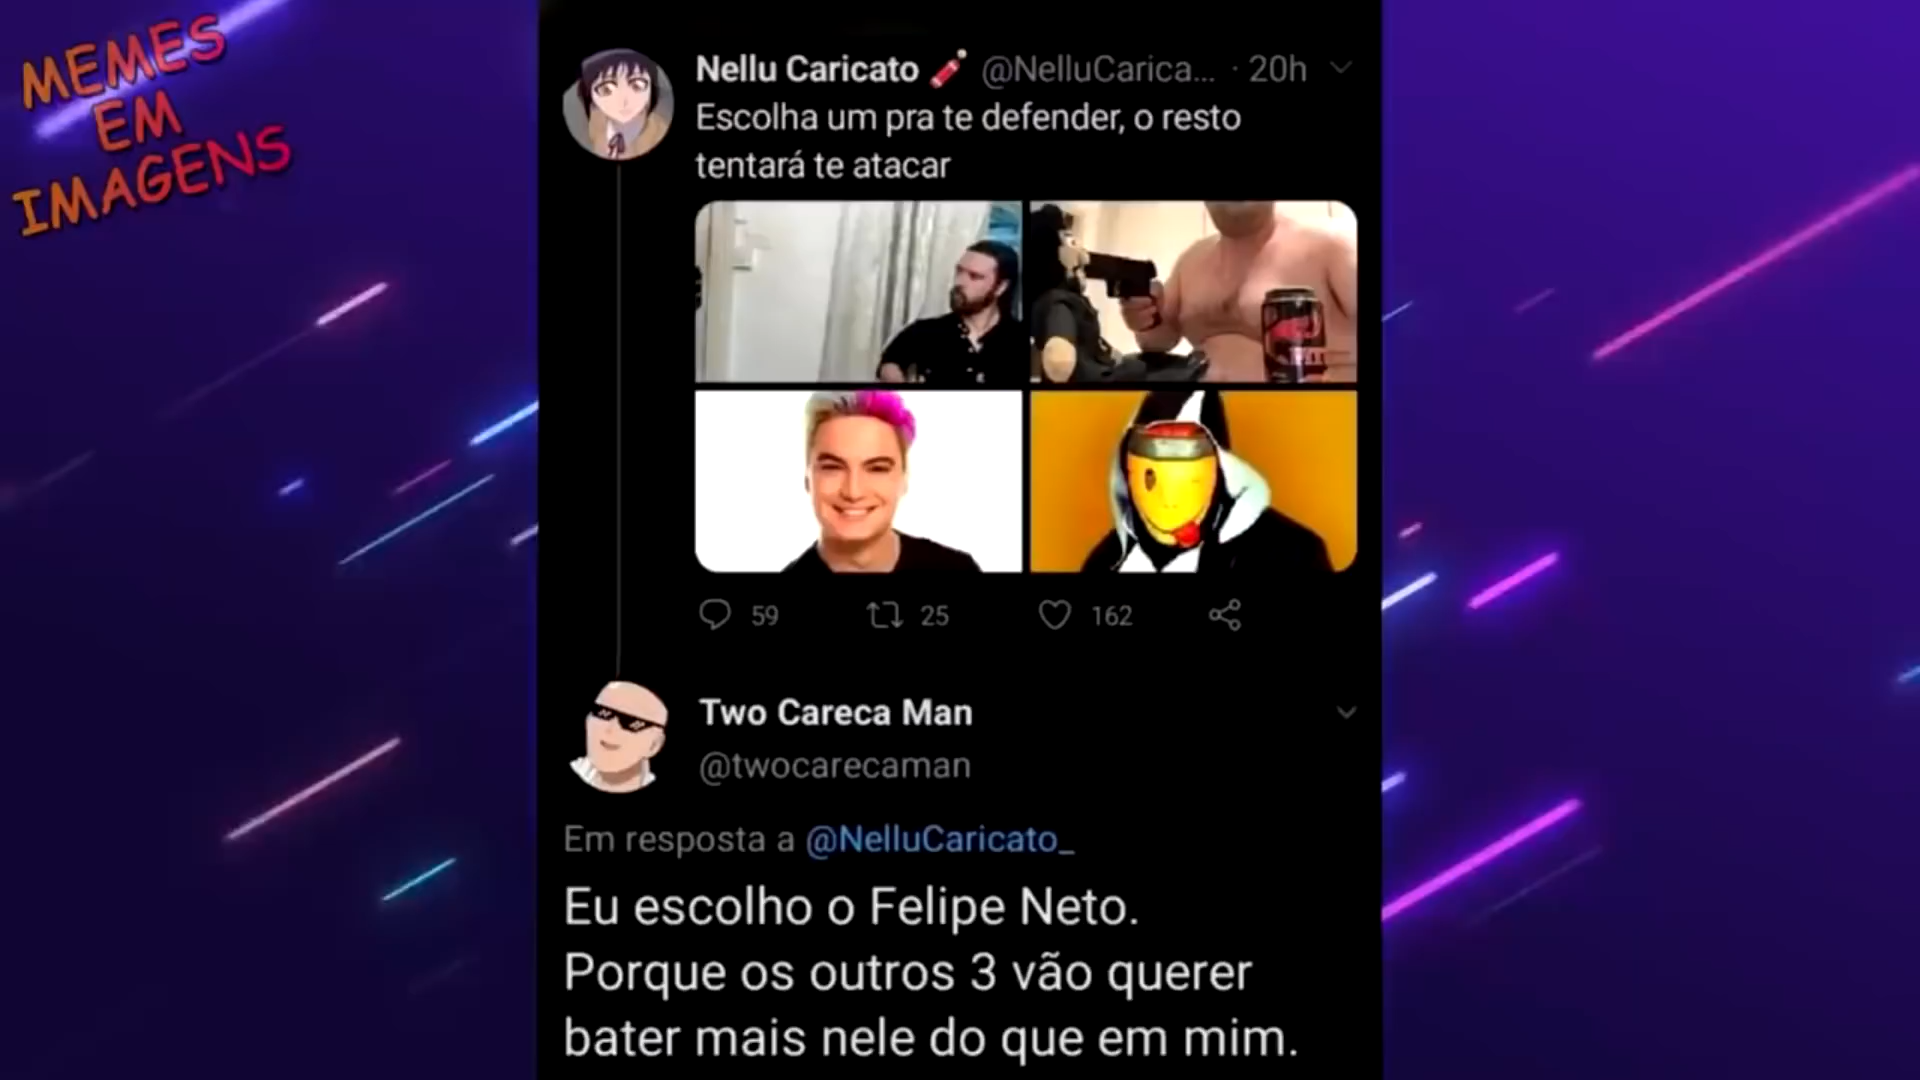 MEMES
EM
IMAGENS
Nellu Caricato @NelluCarica... · 20h
Escolha um pra te defender, o resto
tentará te atacar
59 25 162
Two Careca Man
@twocarecaman
Em resposta a @NelluCaricato_
Eu escolho o Felipe Neto.
Porque os outros 3 vão querer
bater mais nele do que em mim.